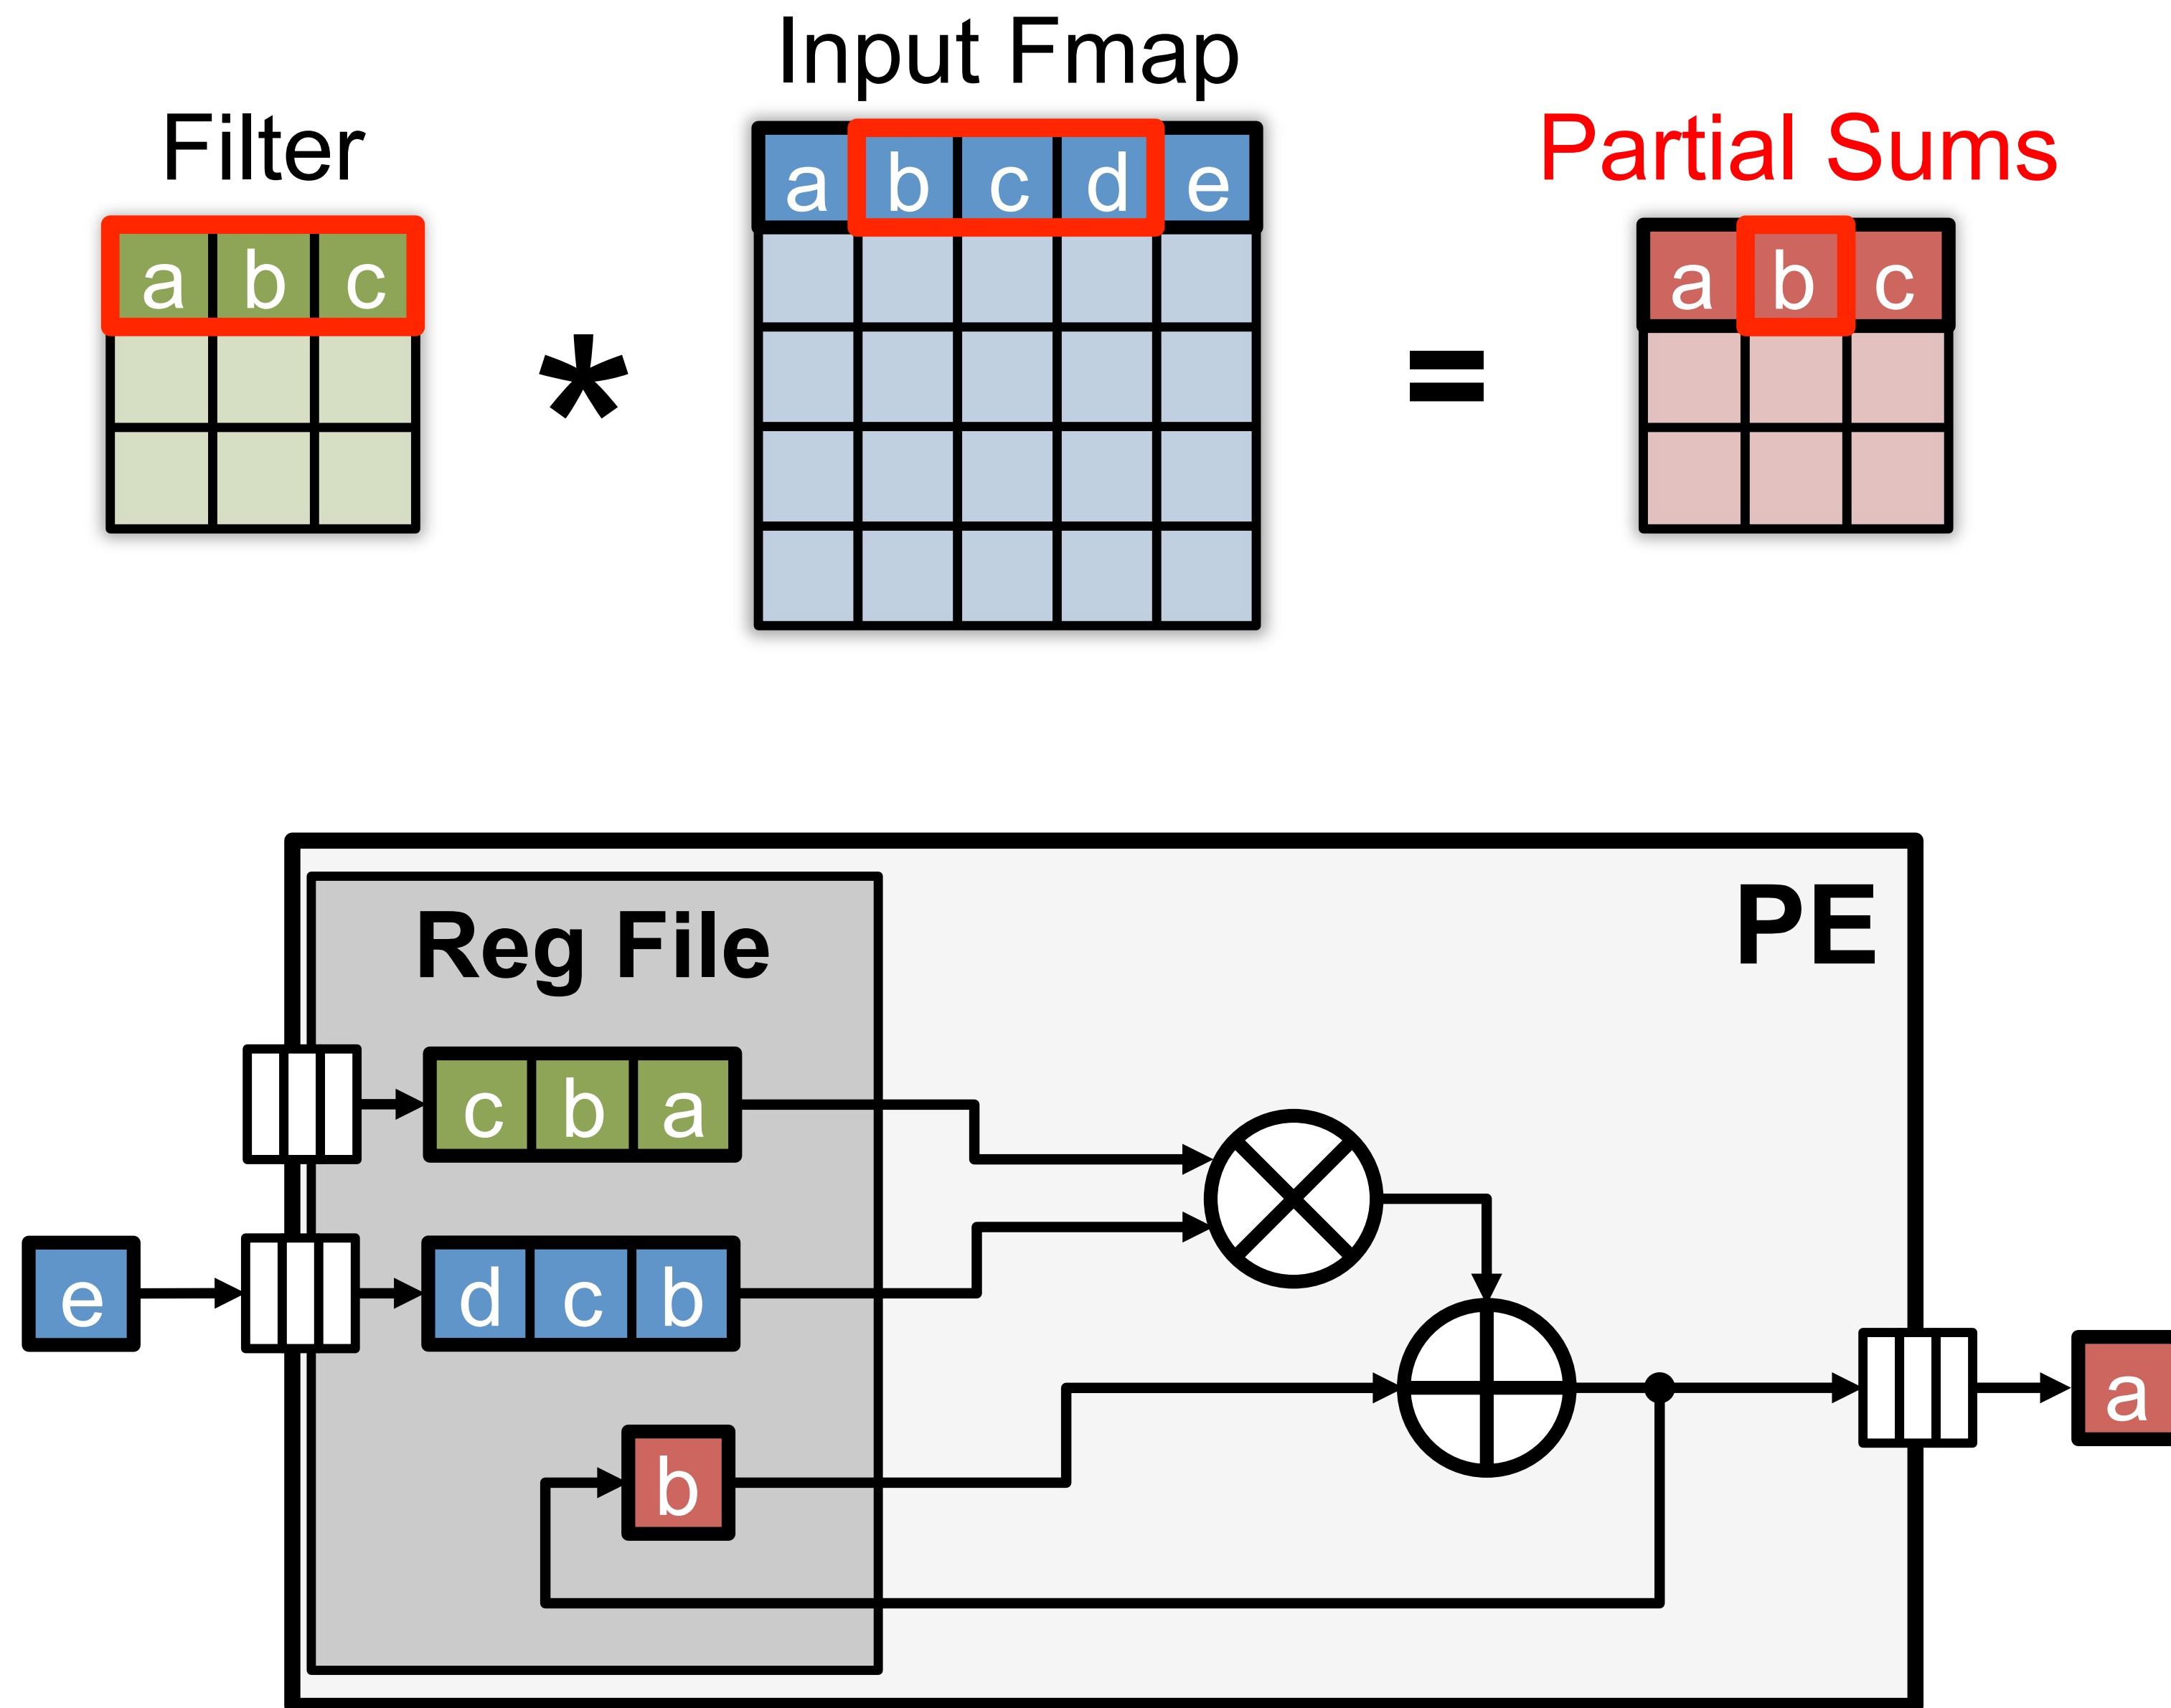 Input Fmap
Filter
Partial Sums
a b c d e
a b c
a b c
*
=
PE
Reg File
c b a
e
d c b
a
b